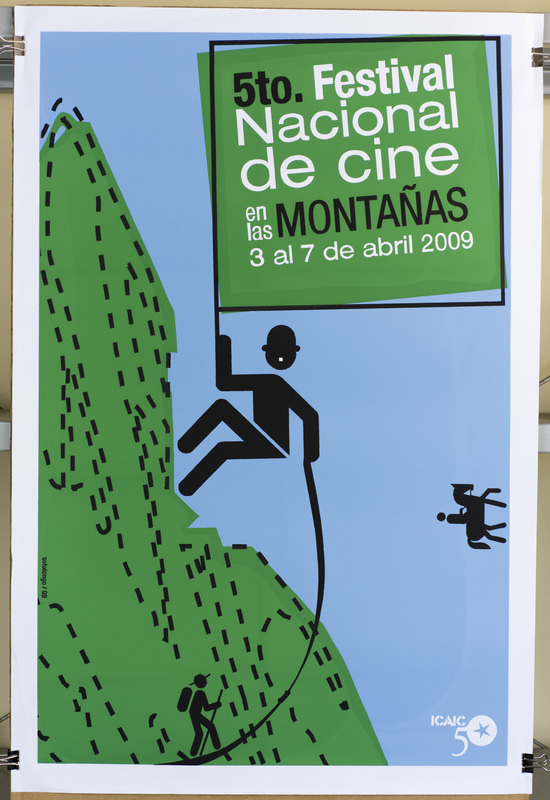 5to. Festival
Nacional
de cine
en las MONTAÑAS
3 al 7 de abril 2009
ICAIC
50